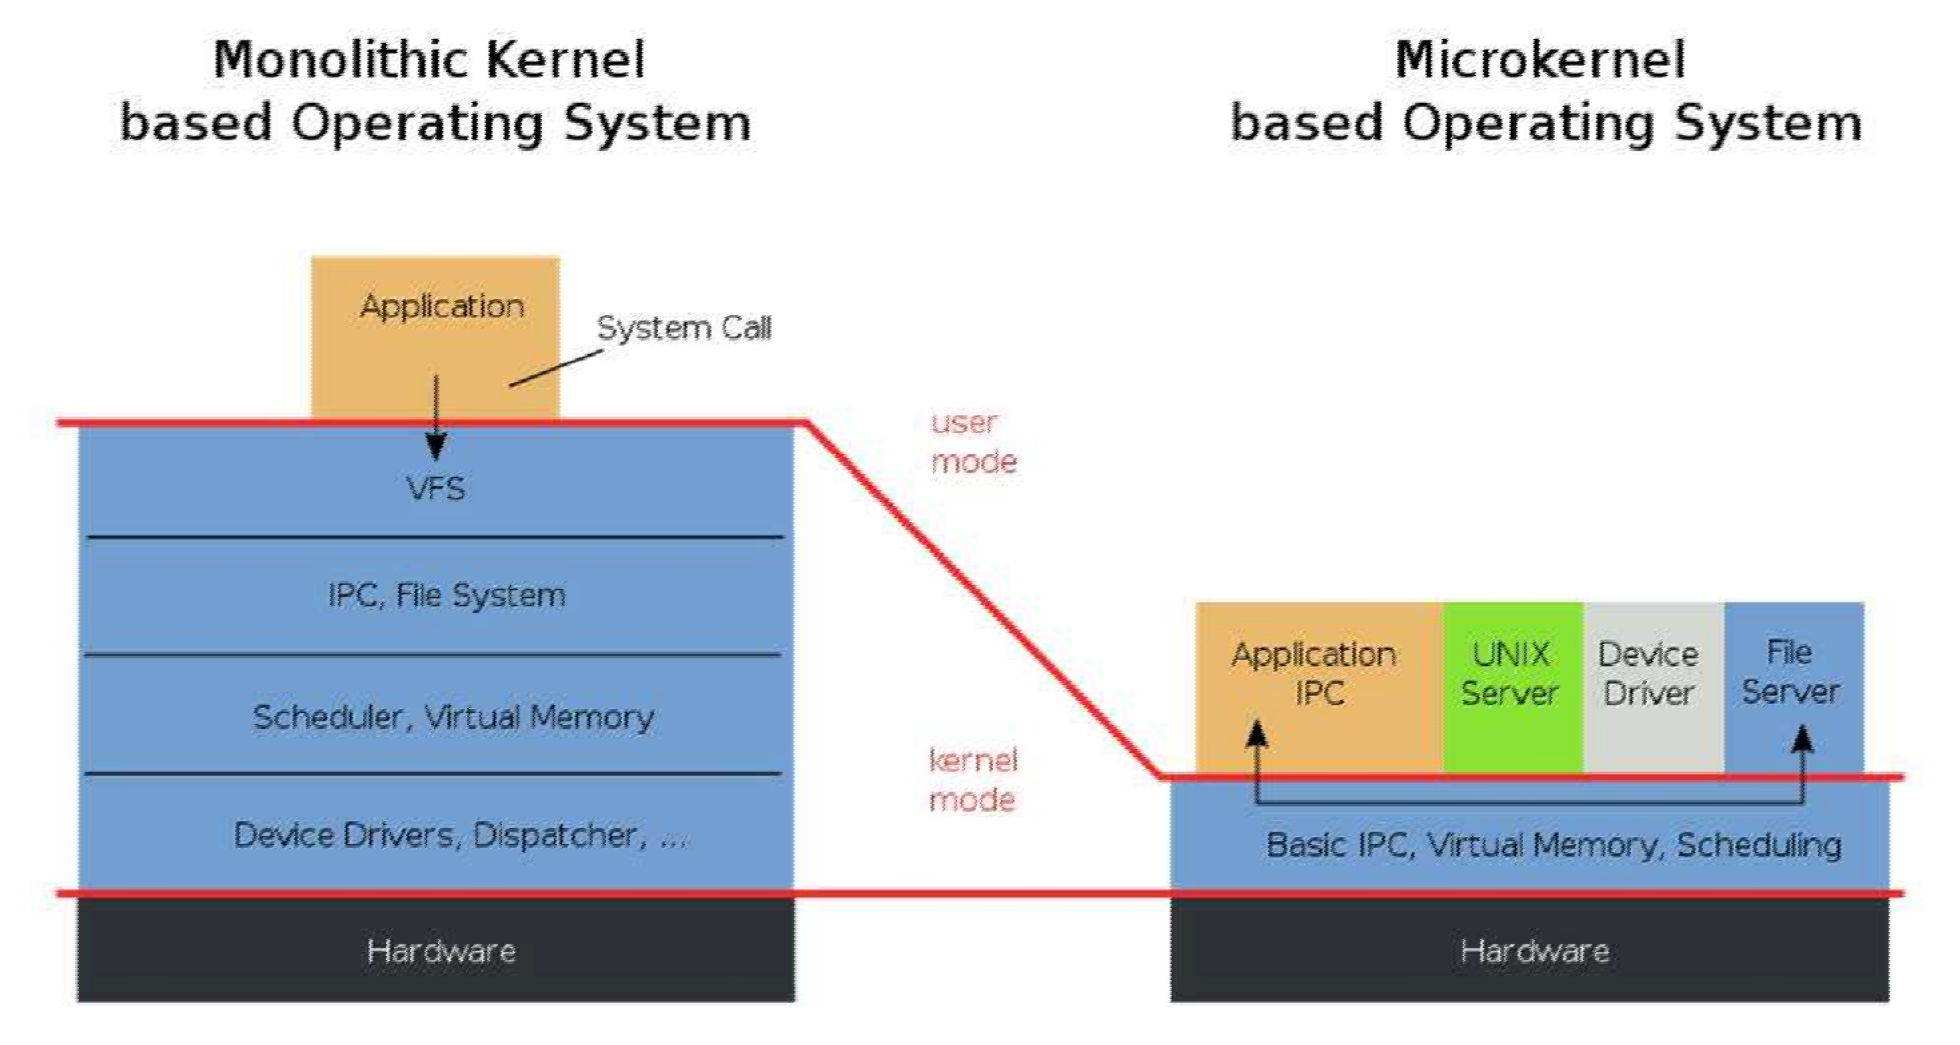 Monolithic Kernel
based Operating System
Microkernel
based Operating System
Application
System Call
VFS
IPC, File System
Scheduler, Virtual Memory
Device Drivers, Dispatcher, ...
Hardware
user
mode
kernel
mode
Application
IPC
UNIX
Server
Device
Driver
File
Server
Basic IPC, Virtual Memory, Scheduling
Hardware